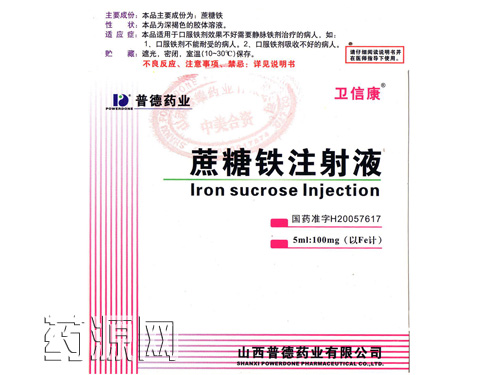 主要成份：本品主要成份为：蔗糖铁
性　　状：本品为深褐色的胶体溶液。
适 应 症：本品适用于口服铁剂效果不好需要静脉铁剂治疗的病人，如：
1、口服铁剂不能耐受的病人。2、口服铁剂吸收不好的病人。
贮　　藏：遮光，密闭，室温(10~30℃)保存。
不良反应、注意事项、禁忌：详见说明书
请仔细阅读说明书并
在医师指导下使用。
普德药业
POWERDONE
卫信康®
中美合资
蔗糖铁注射液
Iron sucrose Injection
国药准字H20057617
5ml:100mg（以Fe计）
药源网
山西普德药业有限公司
SHANXI POWERDONE PHARMACEUTICAL CO.,LTD.